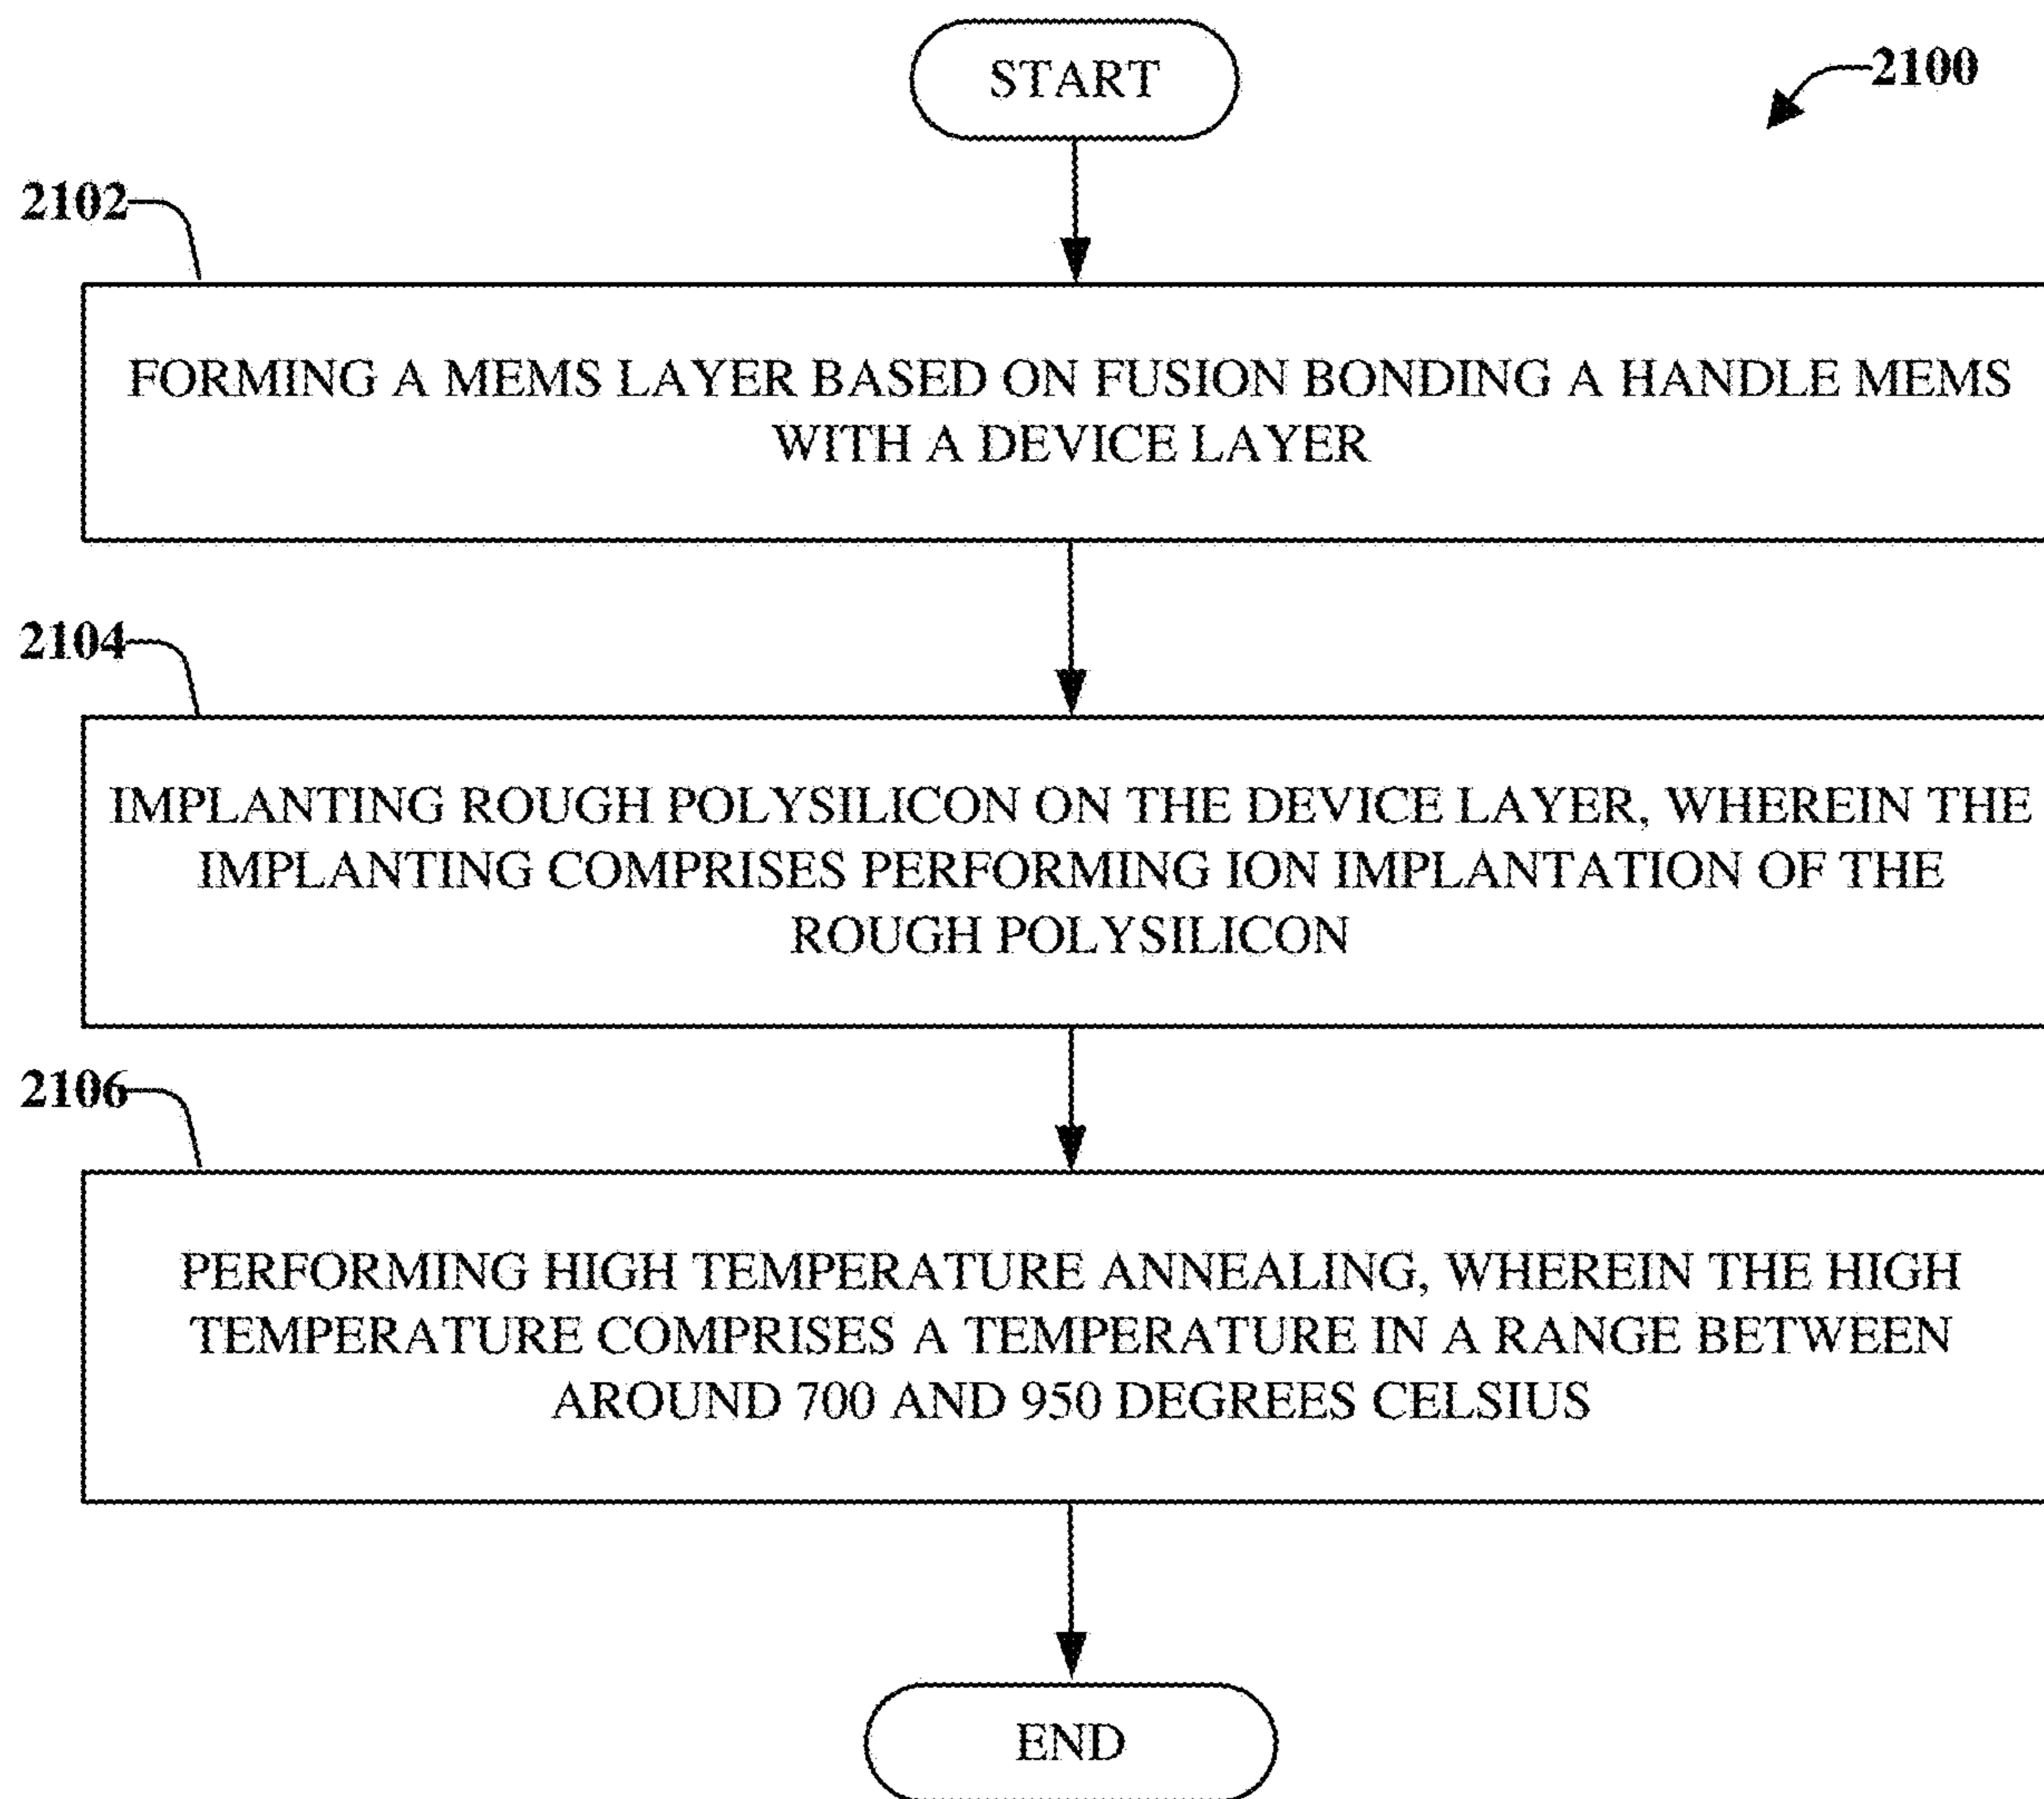 START
2100
2102
FORMING A MEMS LAYER BASED ON FUSION BONDING A HANDLE MEMS
WITH A DEVICE LAYER
2104
IMPLANTING ROUGH POLYSILICON ON THE DEVICE LAYER, WHEREIN THE
IMPLANTING COMPRISES PERFORMING ION IMPLANTATION OF THE
ROUGH POLYSILICON
2106
PERFORMING HIGH TEMPERATURE ANNEALING, WHEREIN THE HIGH
TEMPERATURE COMPRISES A TEMPERATURE IN A RANGE BETWEEN
AROUND 700 AND 950 DEGREES CELSIUS
END